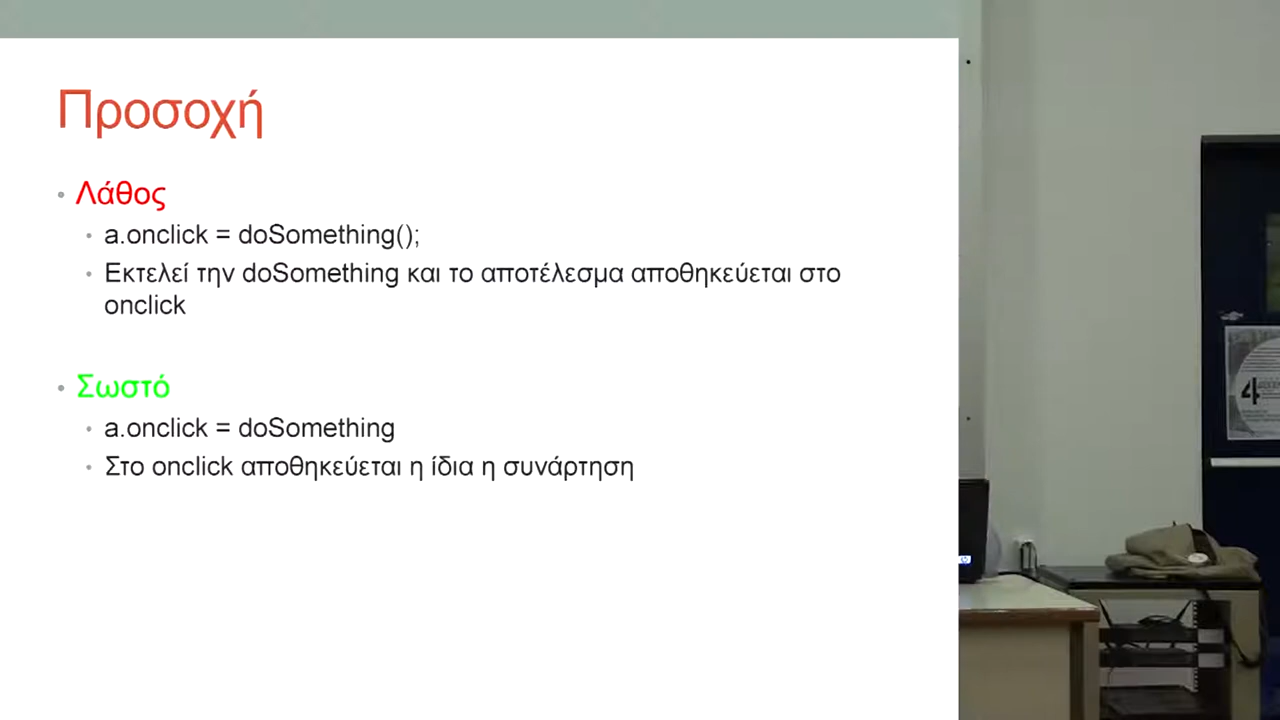 Προσοχή
Λάθος
a.onclick = doSomething();
Εκτελεί την doSomething και το αποτέλεσμα αποθηκεύεται στο
onclick
Σωστό
a.onclick = doSomething
Στο onclick αποθηκεύεται η ίδια η συνάρτηση
4